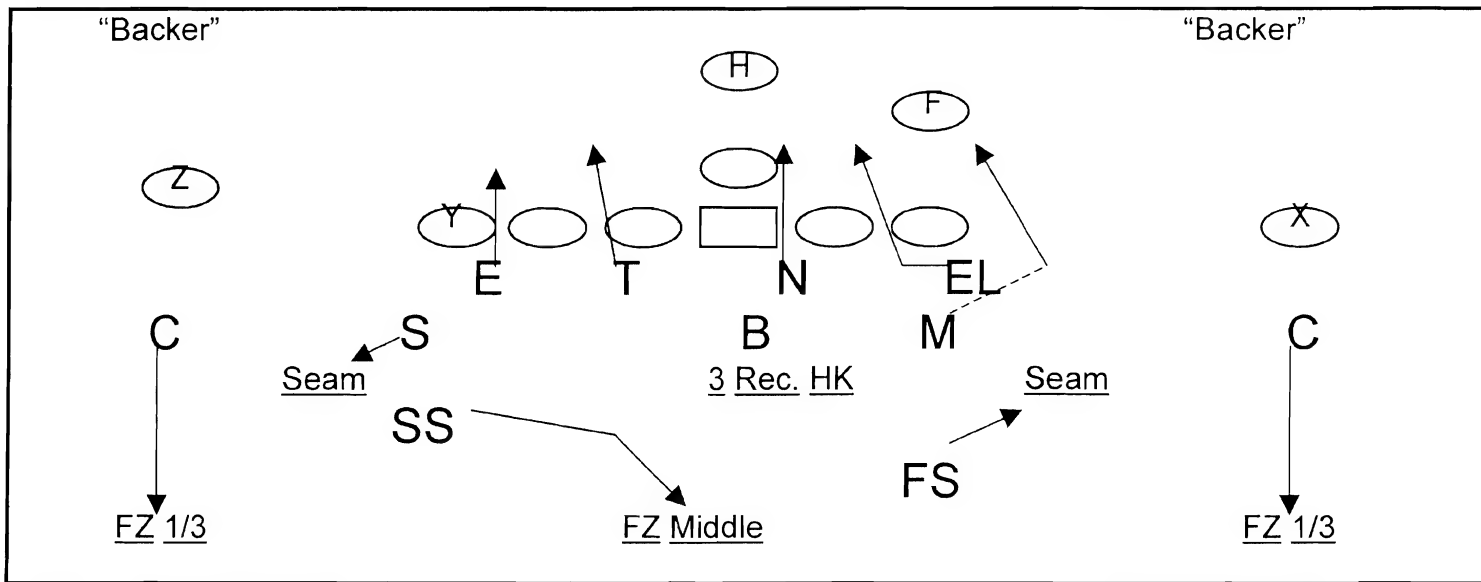 “Backer” “Backer”
H
F
Z
Y X
E T N EL
C S B M C
Seam 3 Rec. HK Seam
SS
FS
FZ 1/3 FZ Middle FZ 1/3